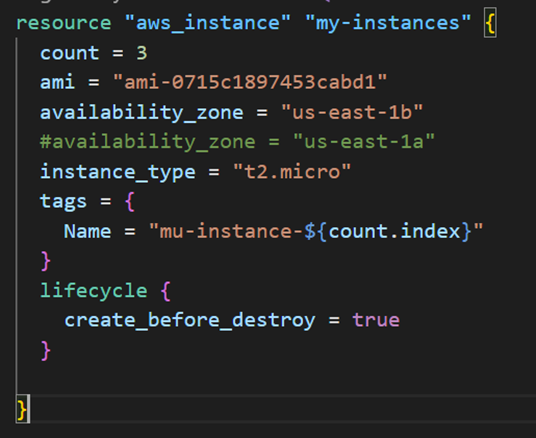 resource "aws_instance" "my-instances" {
count = 3
ami = "ami-0715c1897453cabd1"
availability_zone = "us-east-1b"
#availability_zone = "us-east-1a"
instance_type = "t2.micro"
tags = {
Name = "mu-instance-${count.index}"
}
lifecycle {
create_before_destroy = true
}
}